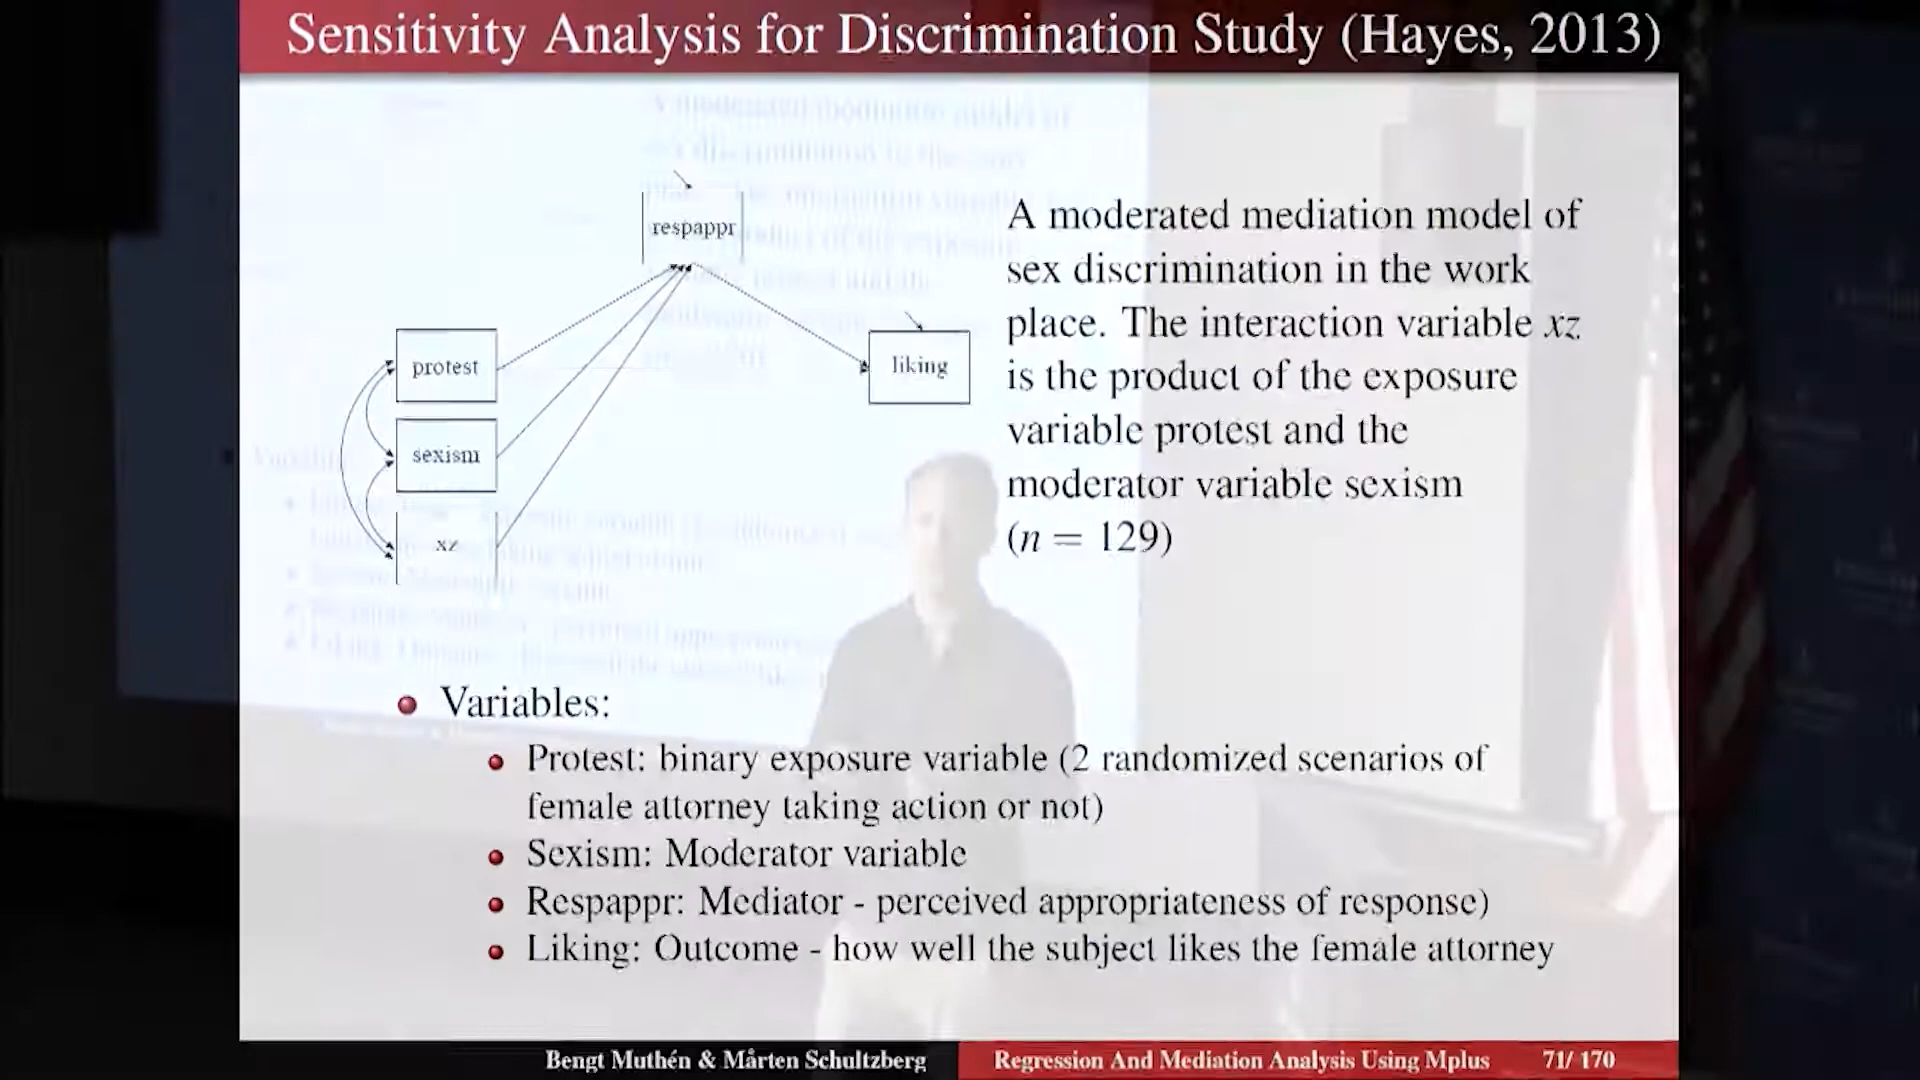 Sensitivity Analysis for Discrimination Study (Hayes, 2013)
respappr
protest
liking
sexism
xz
A moderated mediation model of
sex discrimination in the work
place. The interaction variable xz
is the product of the exposure
variable protest and the
moderator variable sexism
(n = 129)
Variables:
Protest: binary exposure variable (2 randomized scenarios of
female attorney taking action or not)
Sexism: Moderator variable
Respappr: Mediator - perceived appropriateness of response)
Liking: Outcome - how well the subject likes the female attorney
Bengt Muthén & Mårten Schultzberg
Regression And Mediation Analysis Using Mplus
71/ 170